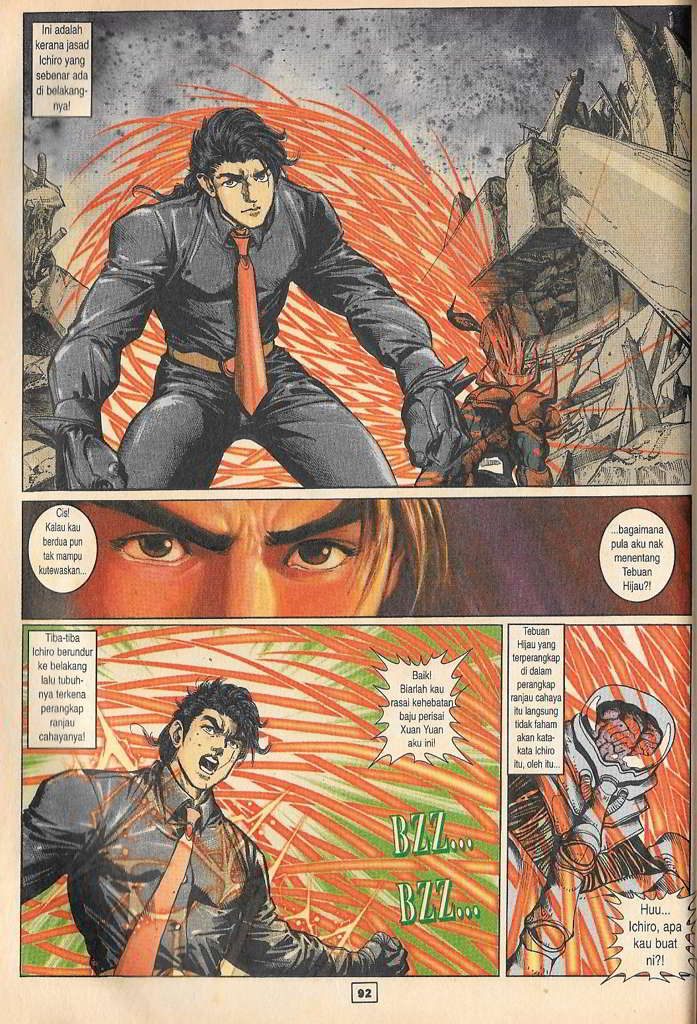 Ini adalah
kerana jasad
Ichiro yang
sebenar ada
di belakang-
nya!
Cis!
Kalau kau
berdua pun
tak mampu
kutewaskan...
...bagaimana
pula aku nak
menentang
Tebuan
Hijau?!
Tiba-tiba
Ichiro berundur
ke belakang
lalu tubuh-
nya terkena
perangkap
ranjau
cahayanya!
Baik!
Biarlah kau
rasai kehebatan
baju perisai
Xuan Yuan
aku ini!
BZZ...
BZZ...
Tebuan
Hijau yang
terperangkap
di dalam
perangkap
ranjau cahaya
itu langsung
tidak faham
akan kata-
kata Ichiro
itu, oleh itu...
Huu...
Ichiro, apa
kau buat
ni?!
92